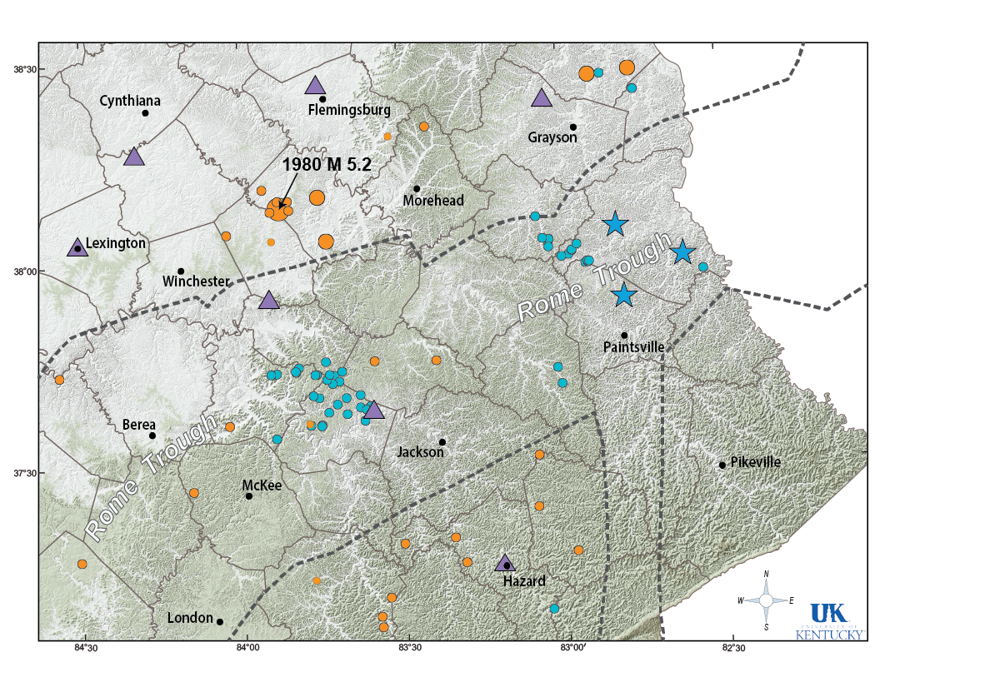 38°30'
Cynthiana
Flemingsburg
Grayson
1980 M 5.2
Morehead
Lexington
38°00'
Winchester
Rome Trough
Paintsville
Berea
Rome Trough
Jackson
Pikeville
37°30'
McKee
Hazard
London
N
W
E
S
UK
UNIVERSITY OF
KENTUCKY
84°30
84°00
83°30
83°00'
82°30